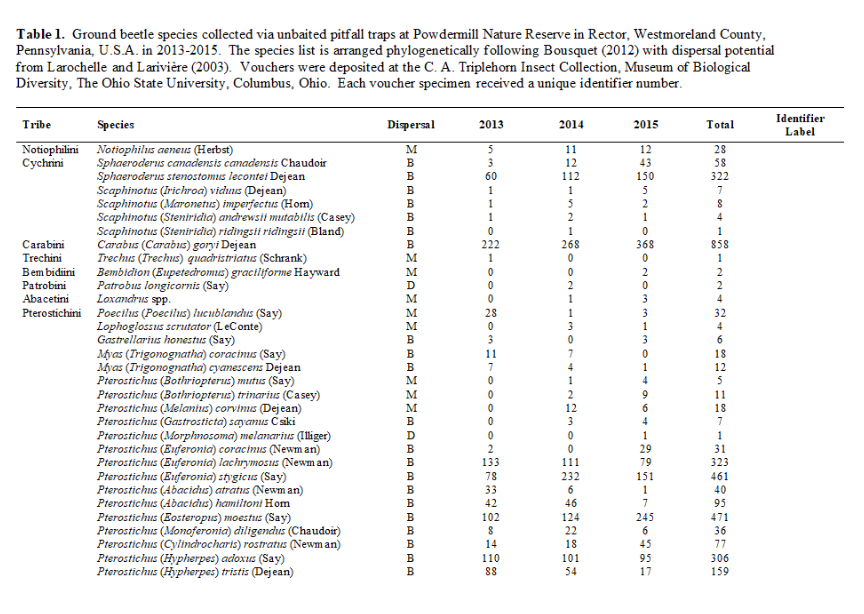 Table 1. Ground beetle species collected via unbaited pitfall traps at Powdermill Nature Reserve in Rector, Westmoreland County,
Pennsylvania, U.S.A. in 2013-2015. The species list is arranged phylogenetically following Bousquet (2012) with dispersal potential
from Larochelle and Larivière (2003). Vouchers were deposited at the C. A. Triplehorn Insect Collection, Museum of Biological
Diversity, The Ohio State University, Columbus, Ohio. Each voucher specimen received a unique identifier number.
Tribe Species Dispersal 2013 2014 2015 Total Identifier Label
Notiophilini Notiophilus aeneus (Herbst) M 5 11 12 28
Cychrini Sphaeroderus canadensis canadensis Chaudoir B 3 12 43 58
Sphaeroderus stenostomus lecontei Dejean B 60 112 150 322
Scaphinotus (Irichroa) viduus (Dejean) B 1 1 5 7
Scaphinotus (Maronetus) imperfectus (Horn) B 1 5 2 8
Scaphinotus (Steniridia) andrewsii mutabilis (Casey) B 1 2 1 4
Scaphinotus (Steniridia) ridingsii ridingsii (Bland) B 0 1 0 1
Carabini Carabus (Carabus) goryi Dejean B 222 268 368 858
Trechini Trechus (Trechus) quadristriatus (Schrank) M 1 0 0 1
Bembidiini Bembidion (Eupetedromus) graciliforme Hayward M 0 0 2 2
Patrobini Patrobus longicornis (Say) D 0 2 0 2
Abacetini Loxandrus spp. M 0 1 3 4
Pterostichini Poecilus (Poecilus) lucublandus (Say) M 28 1 3 32
Lophoglossus scrutator (LeConte) M 0 3 1 4
Gastrellarius honestus (Say) B 3 0 3 6
Myas (Trigonognatha) coracinus (Say) B 11 7 0 18
Myas (Trigonognatha) cyanescens Dejean B 7 4 1 12
Pterostichus (Bothriopterus) mutus (Say) M 0 1 4 5
Pterostichus (Bothriopterus) trinarius (Casey) M 0 2 9 11
Pterostichus (Melanius) corvinus (Dejean) M 0 12 6 18
Pterostichus (Gastrosticta) sayanus Csiki B 0 3 4 7
Pterostichus (Morphnosoma) melanarius (Illiger) D 0 0 1 1
Pterostichus (Euferonia) coracinus (Newman) B 2 0 29 31
Pterostichus (Euferonia) lachrymosus (Newman) B 133 111 79 323
Pterostichus (Euferonia) stygicus (Say) B 78 232 151 461
Pterostichus (Abacidus) atratus (Newman) B 33 6 1 40
Pterostichus (Abacidus) hamiltoni Horn B 42 46 7 95
Pterostichus (Eosteropus) moestus (Say) B 102 124 245 471
Pterostichus (Monoferonia) diligendus (Chaudoir) B 8 22 6 36
Pterostichus (Cylindrocharis) rostratus (Newman) B 14 18 45 77
Pterostichus (Hypherpes) adoxus (Say) B 110 101 95 306
Pterostichus (Hypherpes) tristis (Dejean) B 88 54 17 159